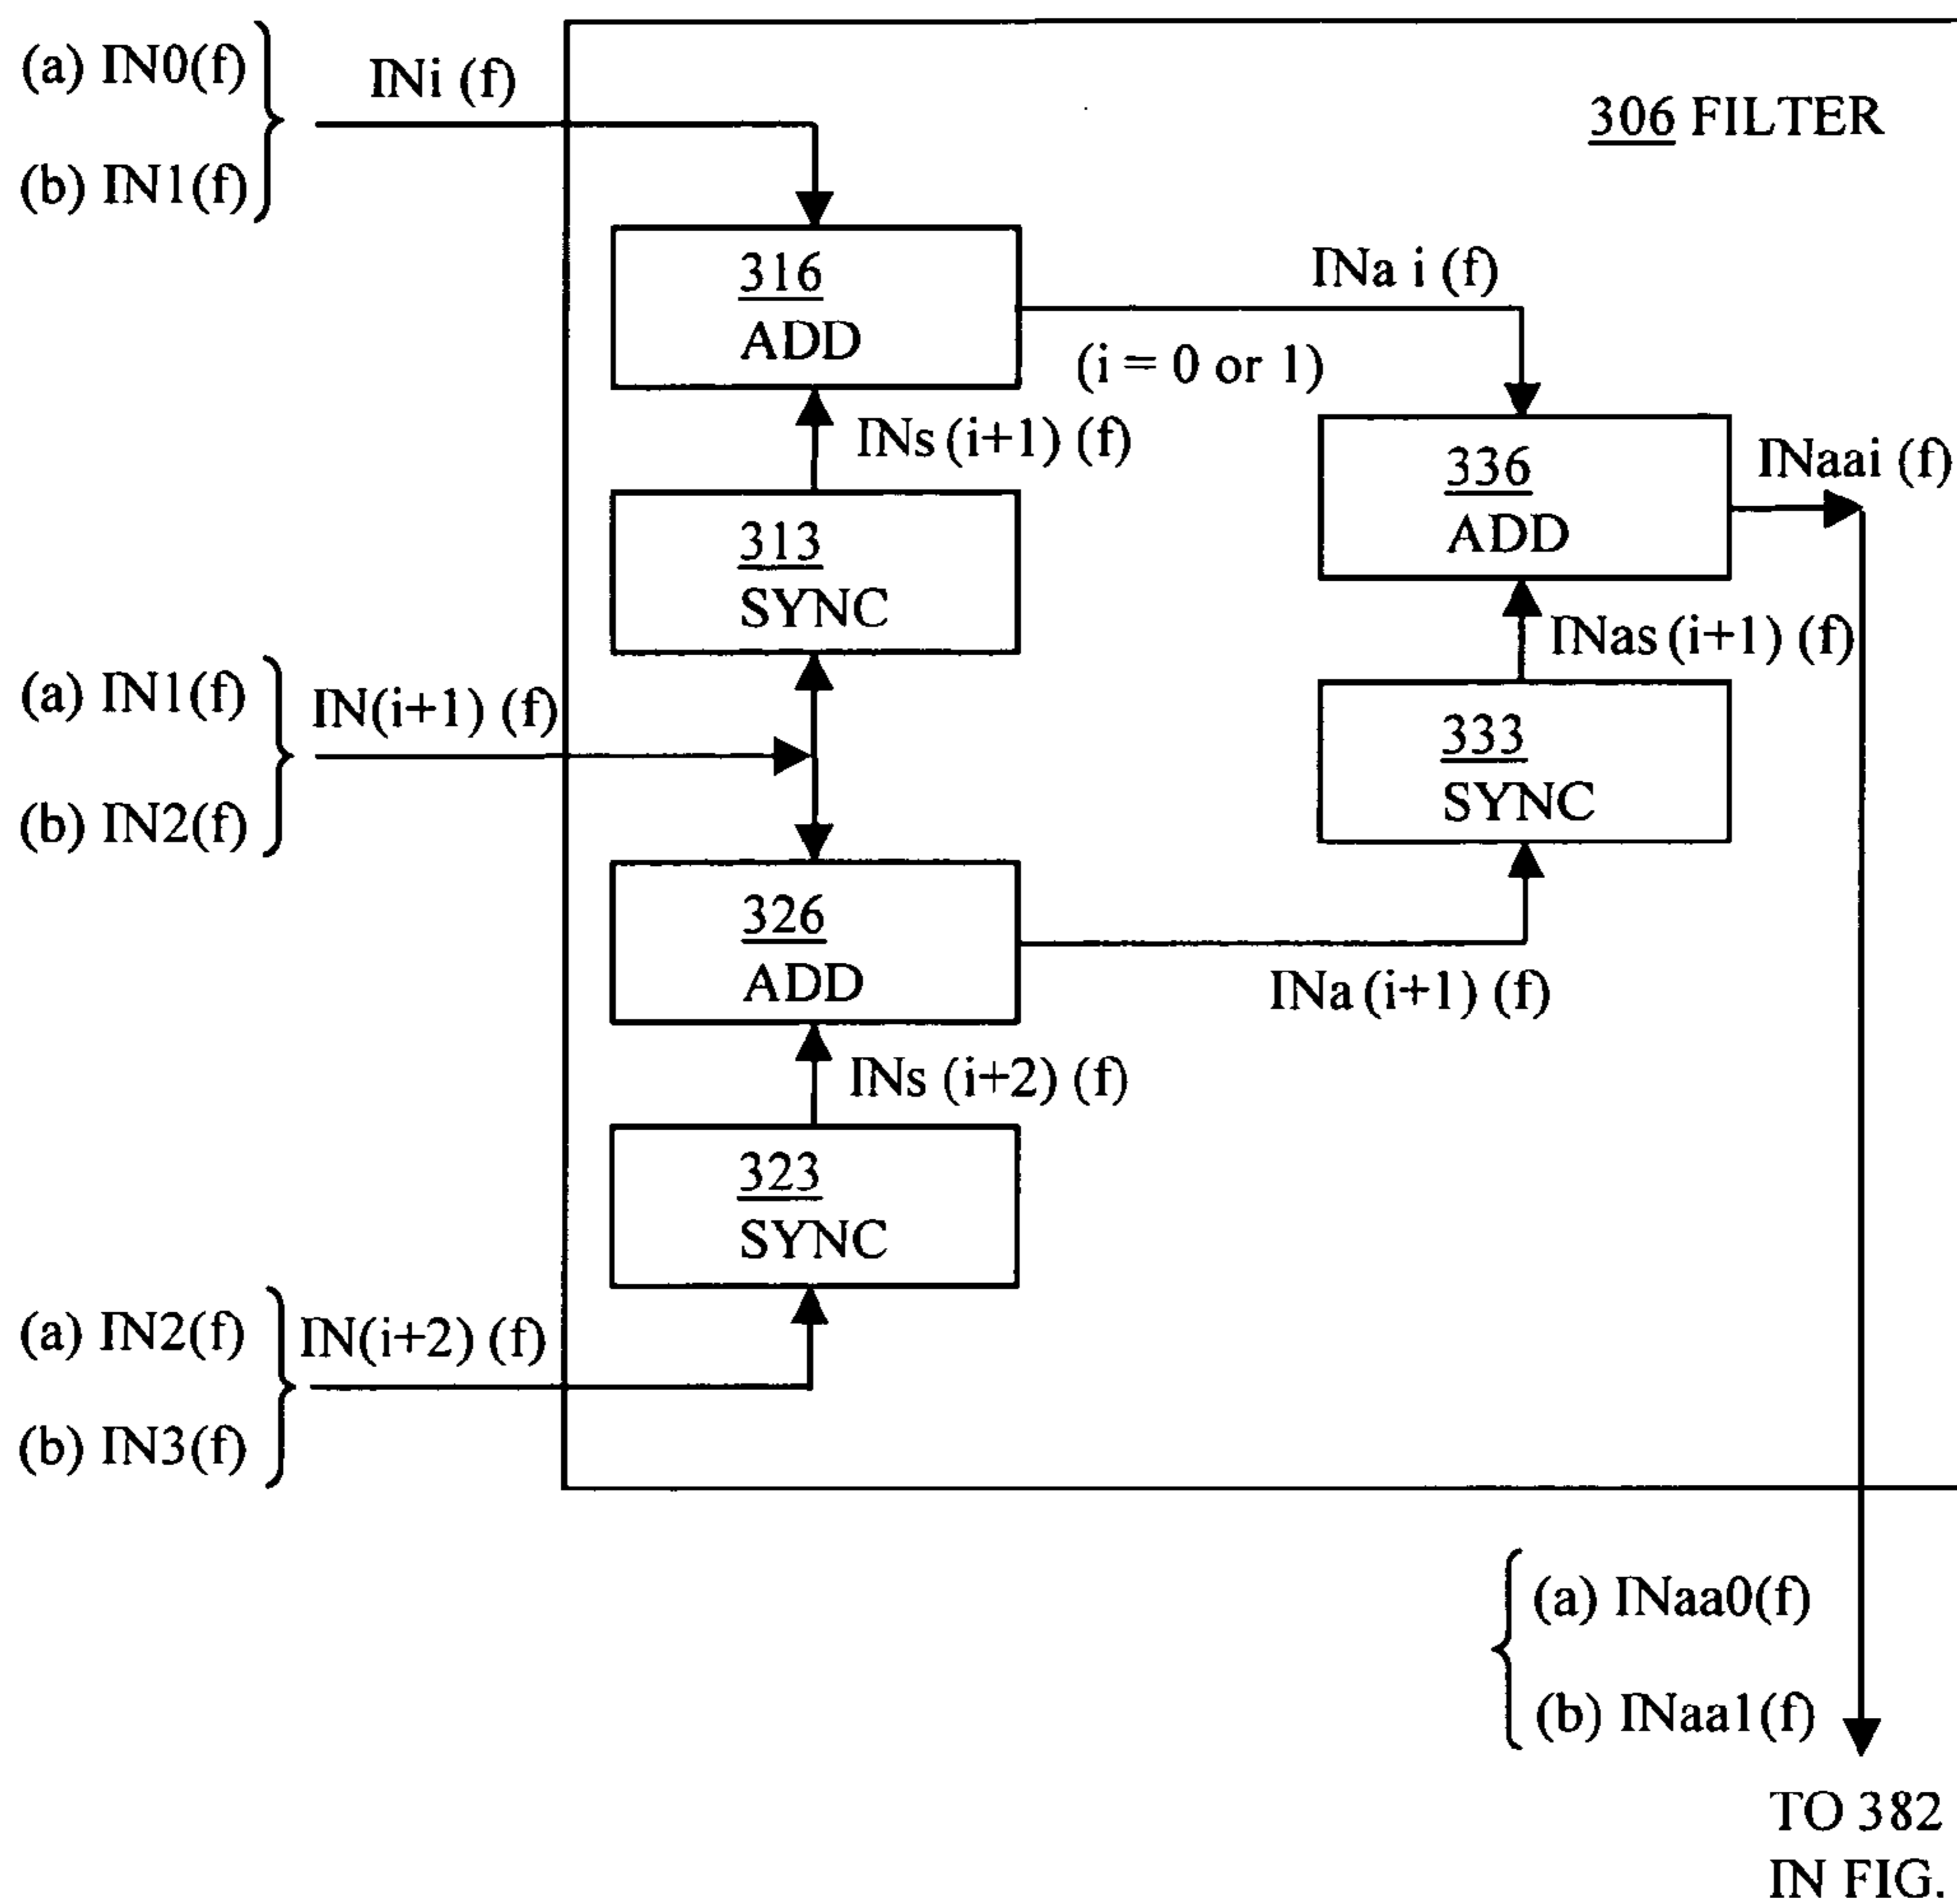 (a) IN0(f)
INi (f)
(b) IN1(f)
306 FILTER
316
ADD
INa i (f)
(i = 0 or 1)
INs (i+1) (f)
336
ADD
INaai (f)
313
SYNC
INas (i+1) (f)
(a) IN1(f)
IN(i+1) (f)
(b) IN2(f)
333
SYNC
326
ADD
INa (i+1) (f)
INs (i+2) (f)
323
SYNC
(a) IN2(f)
IN(i+2) (f)
(b) IN3(f)
(a) INaa0(f)
(b) INaa1(f)
TO 382
IN FIG.